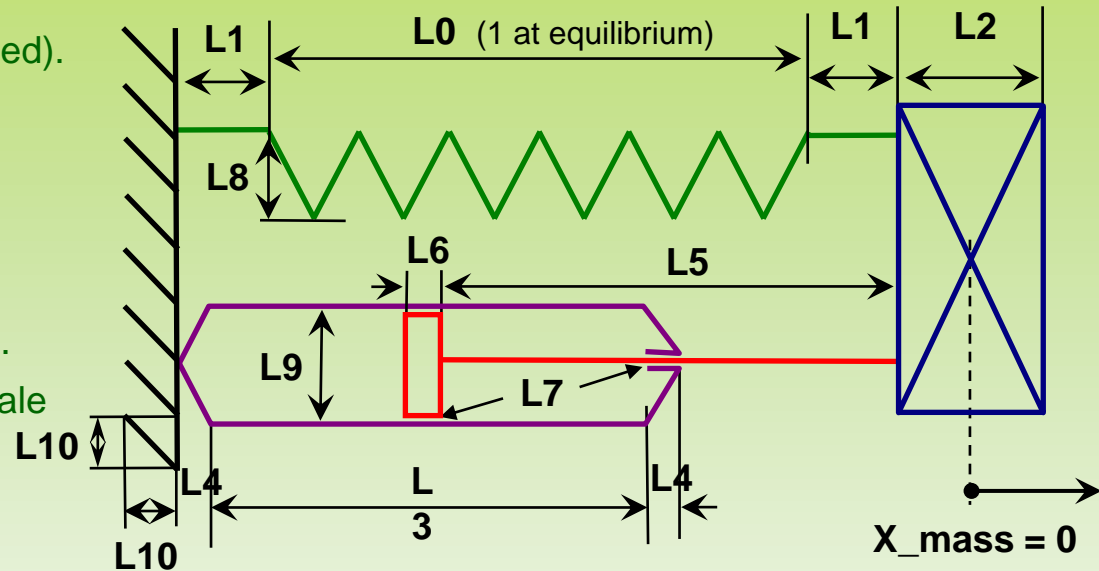 ed).
L1
L0 (1 at equilibrium)
L1
L2
L8
L6
L5
.
L9
L7
ale
L10
L4
L
3
L4
L10
X_mass = 0